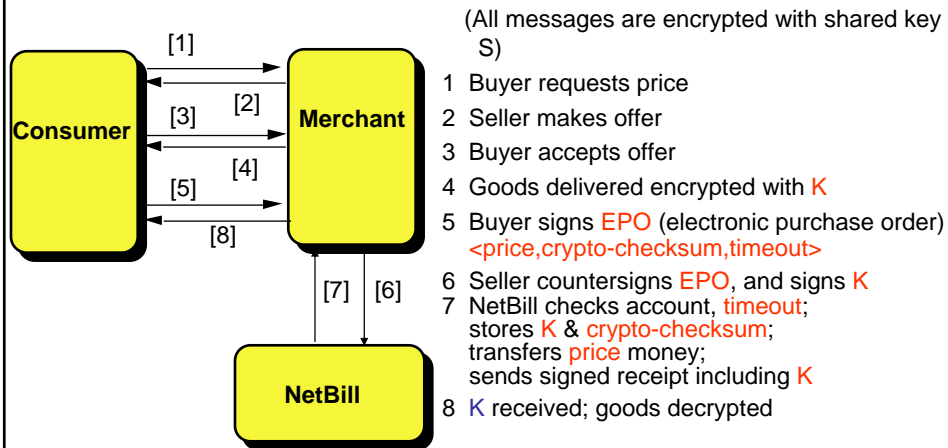 (All messages are encrypted with shared key
S)
[1]
[2]
[3]
[4]
[5]
[8]
Consumer
Merchant
[7]
[6]
NetBill
1 Buyer requests price
2 Seller makes offer
3 Buyer accepts offer
4 Goods delivered encrypted with K
5 Buyer signs EPO (electronic purchase order)
<price,crypto-checksum,timeout>
6 Seller countersigns EPO, and signs K
7 NetBill checks account, timeout;
stores K & crypto-checksum;
transfers price money;
sends signed receipt including K
8 K received; goods decrypted